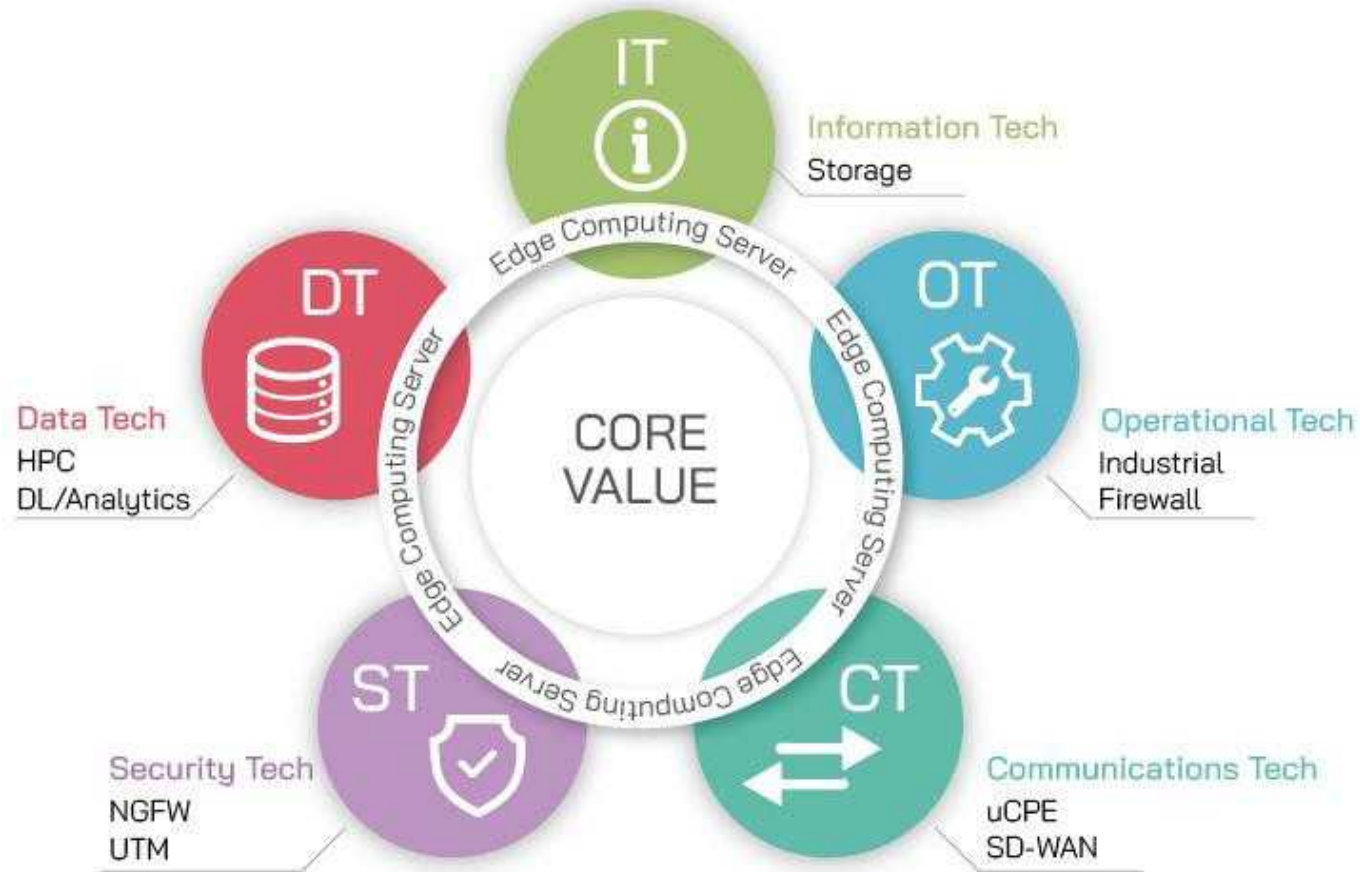 IT
Information Tech
Storage
OT
Operational Tech
Industrial
Firewall
CT
Communications Tech
uCPE
SD-WAN
ST
Security Tech
NGFW
UTM
DT
Data Tech
HPC
DL/Analytics
Edge Computing Server
Edge Computing Server
Edge Computing Server
Edge Computing Server
CORE
VALUE